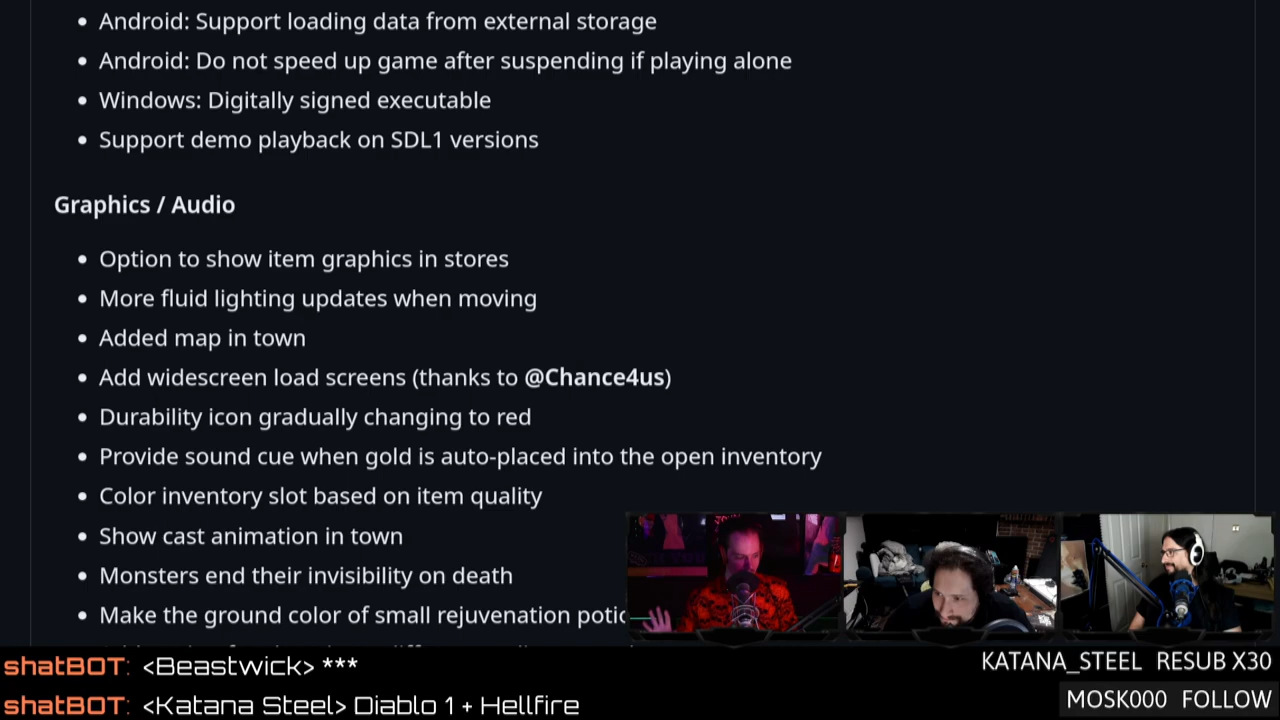 Android: Support loading data from external storage
Android: Do not speed up game after suspending if playing alone
Windows: Digitally signed executable
Support demo playback on SDL1 versions
Graphics / Audio
Option to show item graphics in stores
More fluid lighting updates when moving
Added map in town
Add widescreen load screens (thanks to @Chance4us)
Durability icon gradually changing to red
Provide sound cue when gold is auto-placed into the open inventory
Color inventory slot based on item quality
Show cast animation in town
Monsters end their invisibility on death
Make the ground color of small rejuvenation
shatBOT: <Beastwick> ***
shatBOT: <Katana Steel> Diablo 1 + Hellfire
KATANA_STEEL RESUB X30
MOSK000 FOLLOW